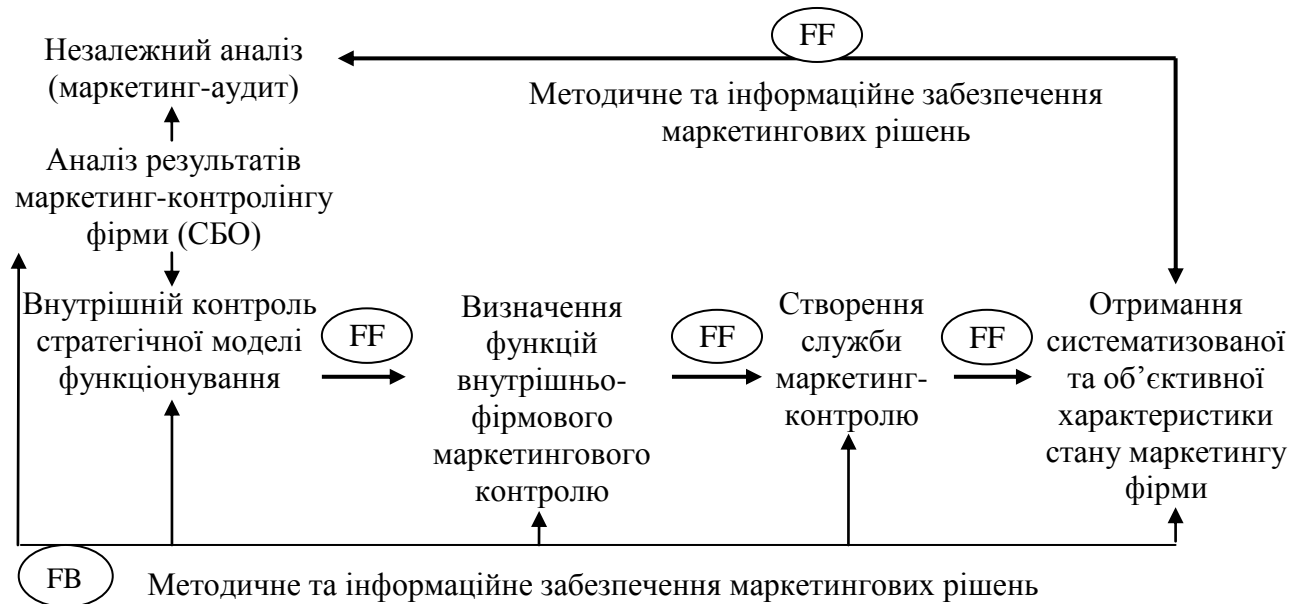 FF
Незалежний аналіз
(маркетинг-аудит)
Методичне та інформаційне забезпечення
маркетингових рішень
Аналіз результатів
маркетинг-контролінгу
фірми (СБО)
Внутрішній контроль
стратегічної моделі
функціонування
FF
Визначення
функцій
внутрішньо-
фірмового
маркетингового
контролю
FF
Створення
служби
маркетинг-
контролю
FF
Отримання
систематизованої
та об’єктивної
характеристики
стану маркетингу
фірми
FB
Методичне та інформаційне забезпечення маркетингових рішень